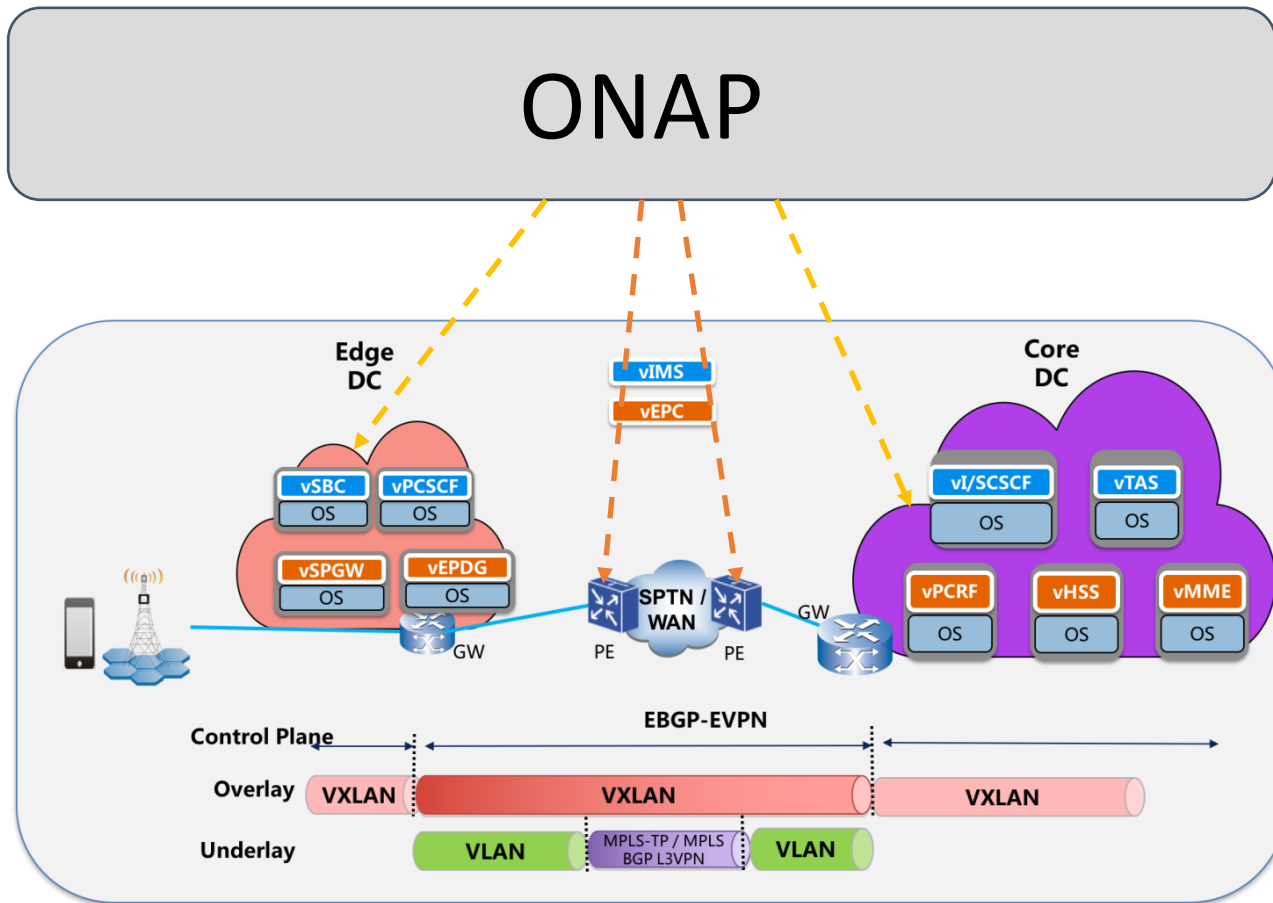 ONAP
Edge
DC
Core
DC
vIMS
vEPC
vSBC
OS
vPCSCF
OS
vSPGW
OS
vEPDG
OS
vI/SCSCF
OS
vTAS
OS
vPCRF
OS
vHSS
OS
vMME
OS
GW
PE
SPTN /
WAN
PE
GW
Control Plane
EBGP-EVPN
Overlay
VXLAN
VXLAN
VXLAN
Underlay
VLAN
MPLS-TP / MPLS
BGP L3VPN
VLAN